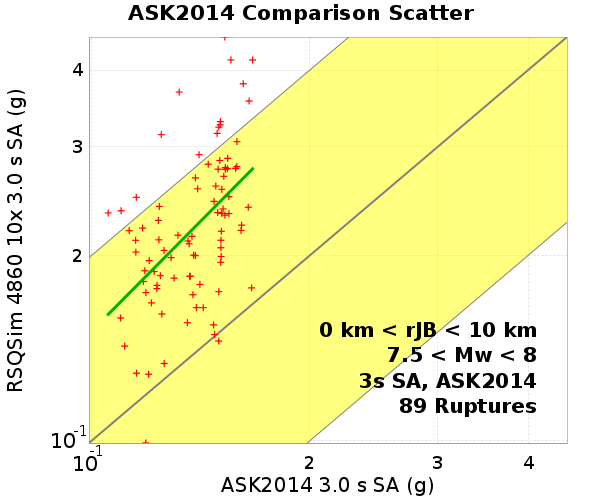 ASK2014 Comparison Scatter
RSQSim 4860 10x 3.0 s SA (g)
4
3
2
10-1
10-1
2
3
4
0 km < rJB < 10 km
7.5 < Mw < 8
3s SA, ASK2014
89 Ruptures
ASK2014 3.0 s SA (g)